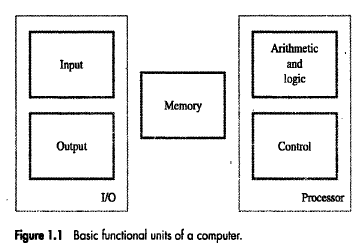 Input
Output
I/O
Memory
Arithmetic
and
logic
Control
Processor
Figure 1.1 Basic functional units of a computer.